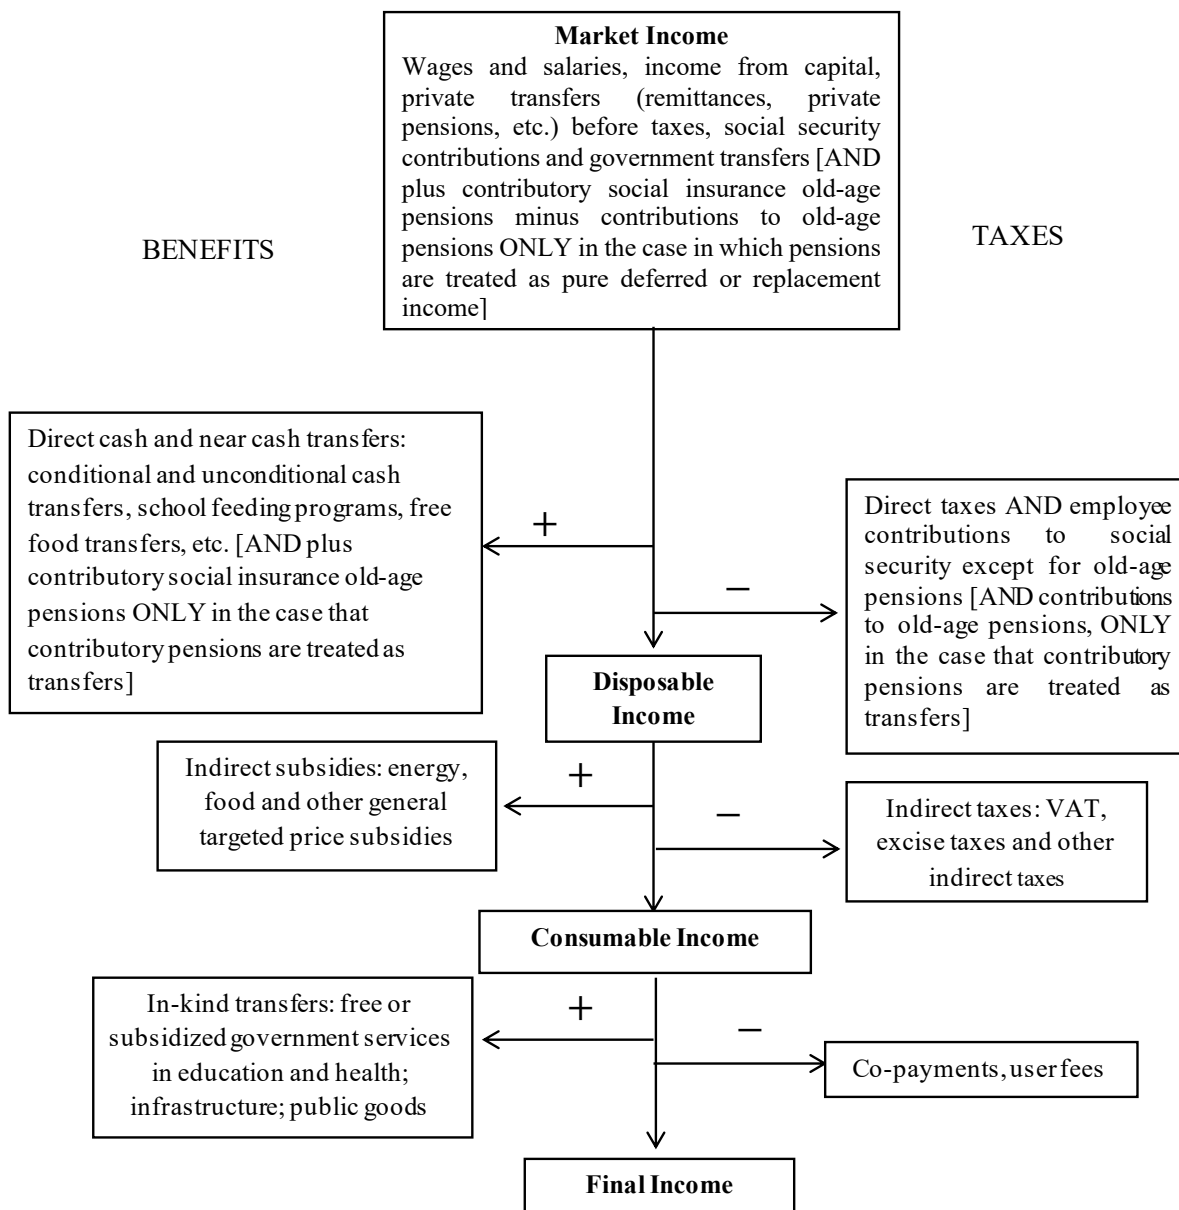 Market Income
Wages and salaries, income from capital,
private transfers (remittances, private
pensions, etc.) before taxes, social security
contributions and government transfers [AND
plus contributory social insurance old-age
pensions minus contributions to old-age
pensions ONLY in the case in which pensions
are treated as pure deferred or replacement
income]
BENEFITS
TAXES
Direct cash and near cash transfers:
conditional and unconditional cash
transfers, school feeding programs, free
food transfers, etc. [AND plus
contributory social insurance old-age
pensions ONLY in the case that
contributory pensions are treated as
transfers]
+
−
Direct taxes AND employee
contributions to social
security except for old-age
pensions [AND contributions
to old-age pensions, ONLY
in the case that contributory
pensions are treated as
transfers]
Disposable
Income
Indirect subsidies: energy,
food and other general
targeted price subsidies
+
−
Indirect taxes: VAT,
excise taxes and other
indirect taxes
Consumable Income
In-kind transfers: free or
subsidized government services
in education and health;
infrastructure; public goods
+
−
Co-payments, user fees
Final Income